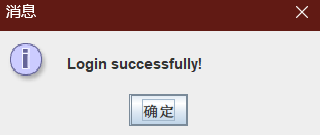 消息
Login successfully!
确定